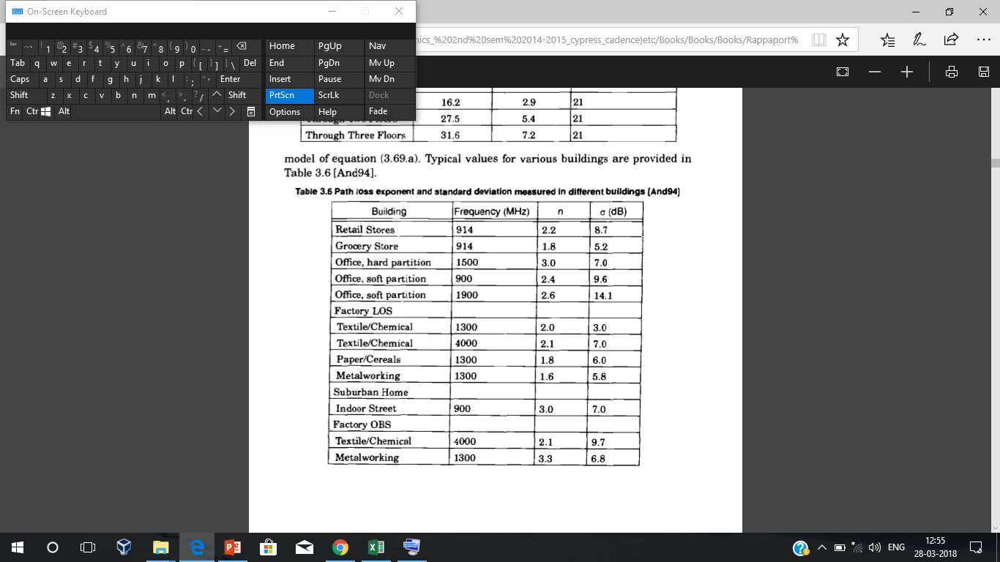 On-Screen Keyboard
Esc ~ ` ! 1 @ 2 # 3 $ 4 % 5 ^ 6 & 7 * 8 ( 9 ) 0 _ - + = Home PgUp Nav
Tab q w e r t y u i o p { [ } ] | \ Del End PgDn Mv Up
Caps a s d f g h j k l : ; " ' Enter Insert Pause Mv Dn
Shift z x c v b n m < , > . ? / Shift PrtScn ScrLk Dock
Fn Ctr Alt Alt Ctr Options Help Fade
ics_%202nd%20sem%202014-2015_cypress_cadence)etc/Books/Books/Books/Rappaport%
16.2 2.9 21
27.5 5.4 21
Through Three Floors 31.6 7.2 21
model of equation (3.69.a). Typical values for various buildings are provided in
Table 3.6 [And94].
Table 3.6 Path loss exponent and standard deviation measured in different buildings [And94]
Building Frequency (MHz) n σ (dB)
Retail Stores 914 2.2 8.7
Grocery Store 914 1.8 5.2
Office, hard partition 1500 3.0 7.0
Office, soft partition 900 2.4 9.6
Office, soft partition 1900 2.6 14.1
Factory LOS
Textile/Chemical 1300 2.0 3.0
Textile/Chemical 4000 2.1 7.0
Paper/Cereals 1300 1.8 6.0
Metalworking 1300 1.6 5.8
Suburban Home
Indoor Street 900 3.0 7.0
Factory OBS
Textile/Chemical 4000 2.1 9.7
Metalworking 1300 3.3 6.8
ENG
12:55
28-03-2018